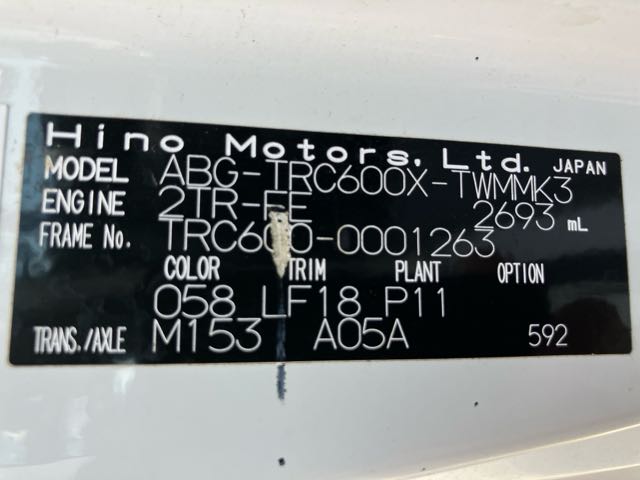 Hino Motors, Ltd. JAPAN
MODEL ABG-TRC600X-TWMMK3
ENGINE 2TR-FE 2693 mL
FRAME No. TRC600-0001263
COLOR TRIM PLANT OPTION
058 LF18 P11
TRANS./AXLE M153 A05A 592